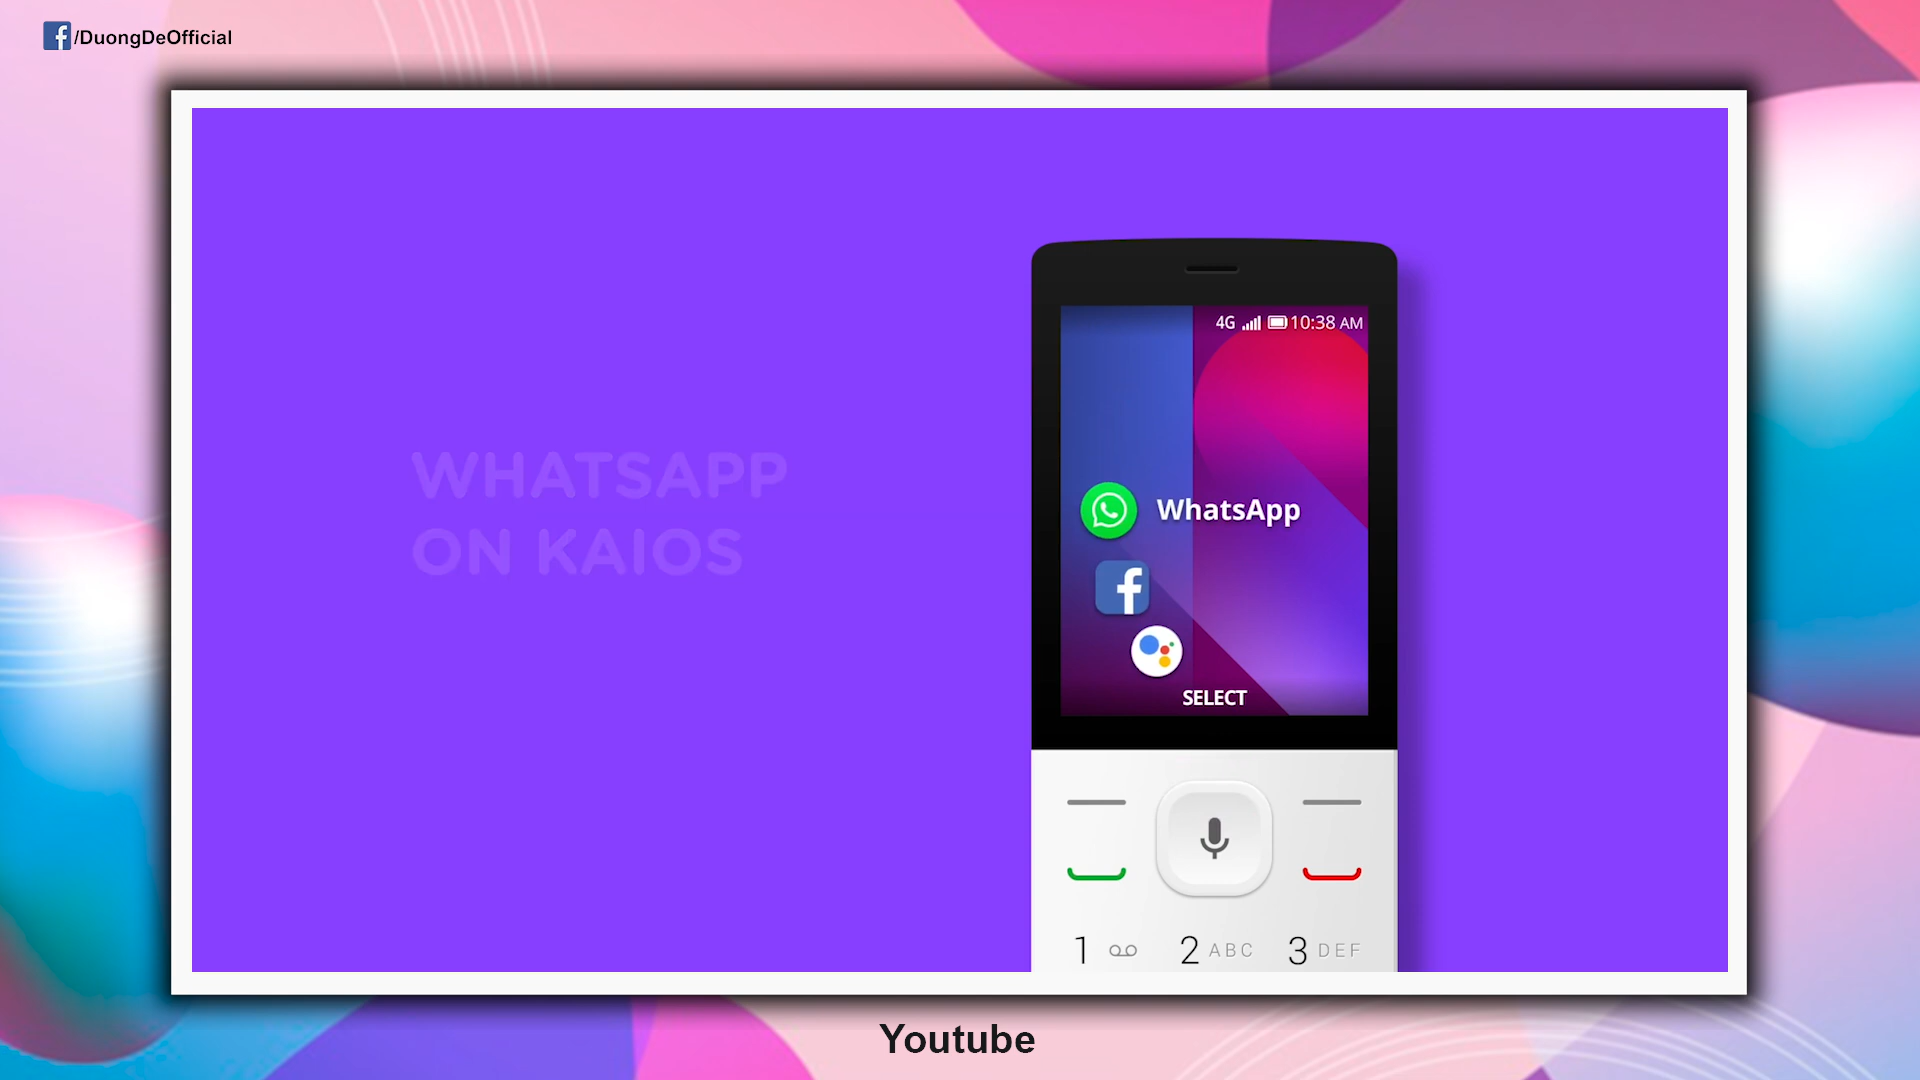 /DuongDeOfficial
WHATSAPP
ON KAIOS
4G 10:38 AM
WhatsApp
SELECT
1 2 ABC 3 DEF
Youtube